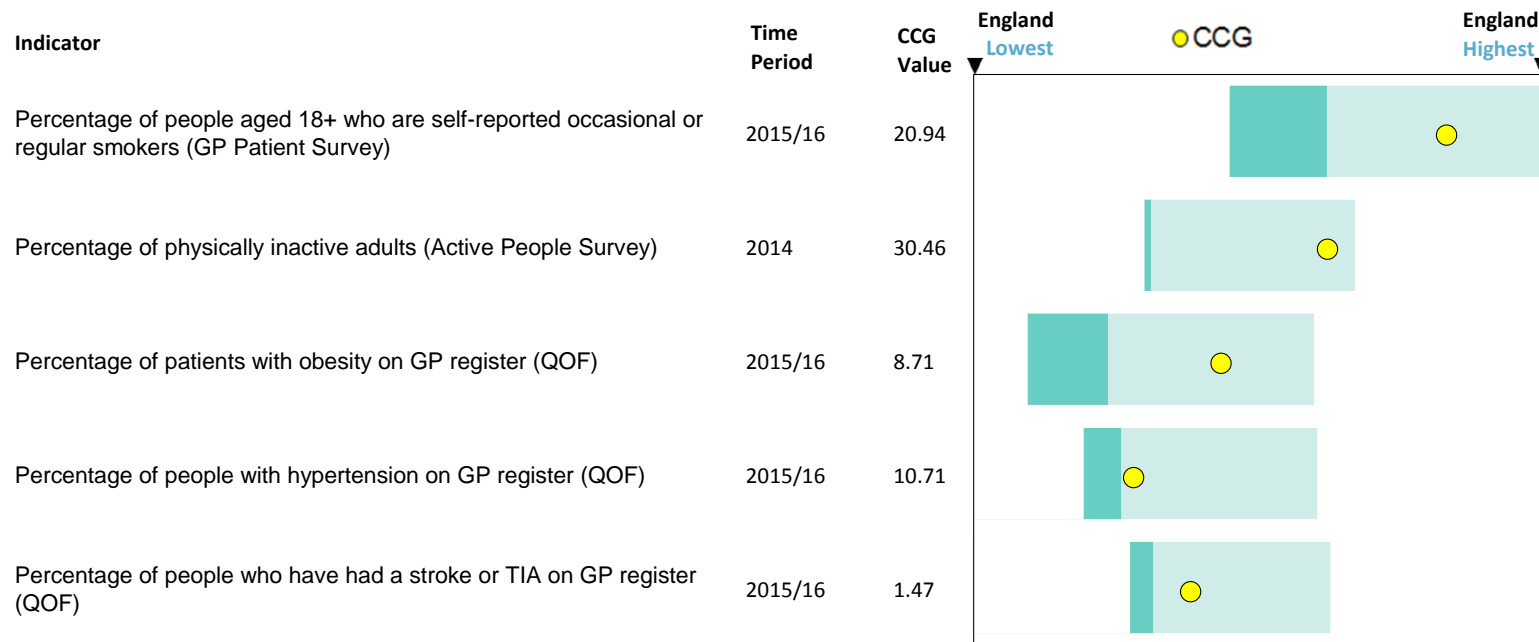 Indicator
Time
Period
CCG
Value
England
Lowest
CCG
England
Highest
Percentage of people aged 18+ who are self-reported occasional or
regular smokers (GP Patient Survey)
2015/16
20.94
Percentage of physically inactive adults (Active People Survey)
2014
30.46
Percentage of patients with obesity on GP register (QOF)
2015/16
8.71
Percentage of people with hypertension on GP register (QOF)
2015/16
10.71
Percentage of people who have had a stroke or TIA on GP register
(QOF)
2015/16
1.47